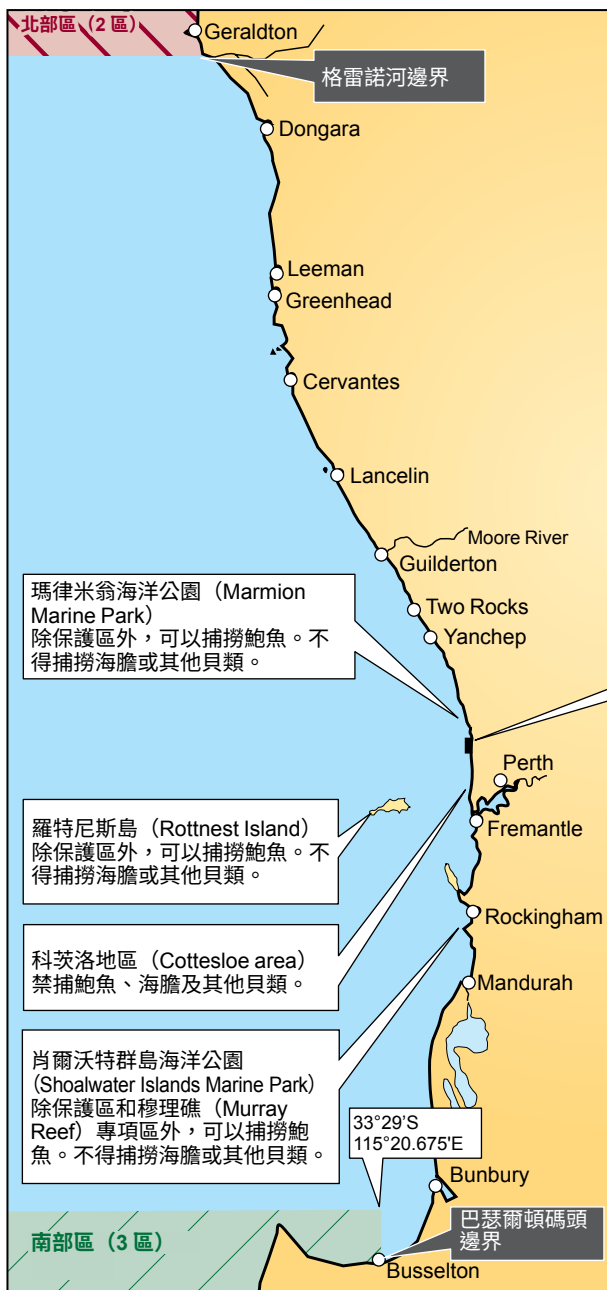 北部區（2 區）
Geraldton
格雷諾河邊界
Dongara
Leeman
Greenhead
Cervantes
Lancelin
Moore River
Guilderton
瑪律米翁海洋公園（Marmion
Marine Park）
除保護區外，可以捕撈鮑魚。不
得捕撈海膽或其他貝類。
Two Rocks
Yanchep
Perth
羅特尼斯島（Rottnest Island）
除保護區外，可以捕撈鮑魚。不
得捕撈海膽或其他貝類。
Fremantle
Rockingham
科茨洛地區（Cottesloe area）
禁捕鮑魚、海膽及其他貝類。
Mandurah
肖爾沃特群島海洋公園
（Shoalwater Islands Marine Park）
除保護區和穆理礁（Murray
Reef）專項區外，可以捕撈鮑
魚。不得捕撈海膽或其他貝類。
33°29'S
115°20.675'E
Bunbury
南部區（3 區）
巴瑟爾頓碼頭
邊界
Busselton